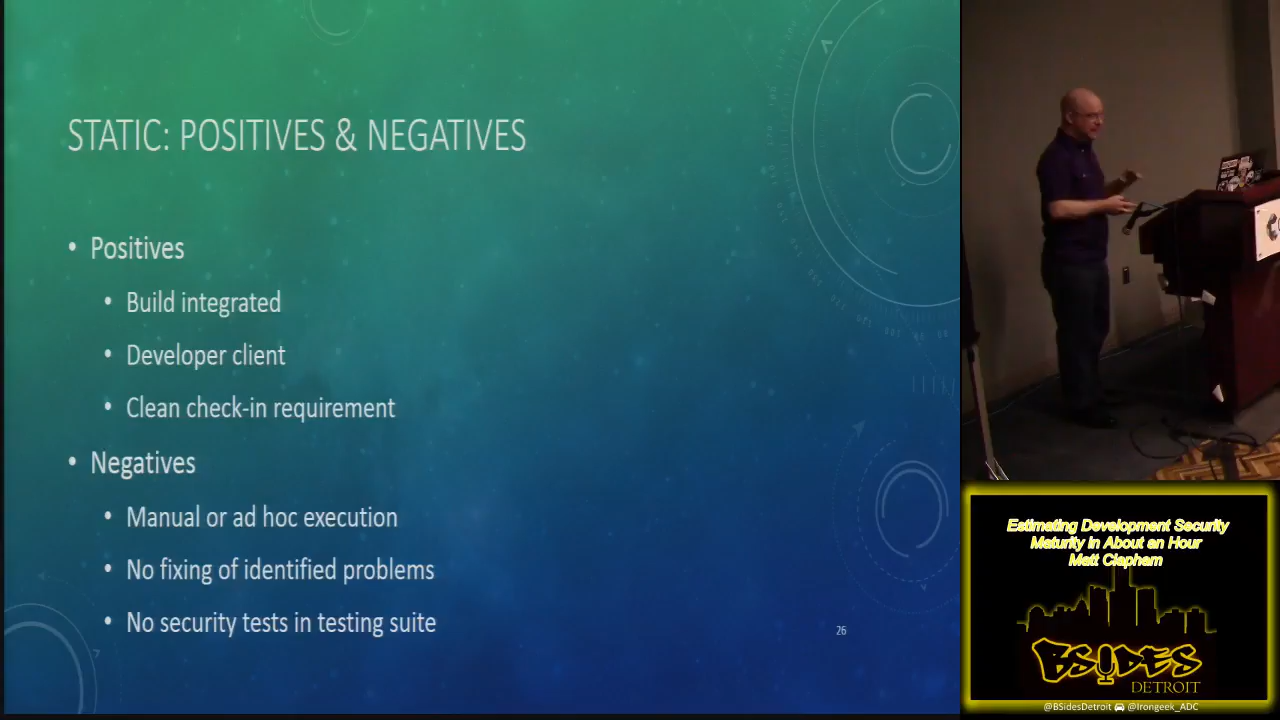 STATIC: POSITIVES & NEGATIVES
• Positives
• Build integrated
• Developer client
• Clean check-in requirement
• Negatives
• Manual or ad hoc execution
• No fixing of identified problems
• No security tests in testing suite
26
Estimating Development Security
Maturity in About an Hour
Matt Clapham
BSIDES
DETROIT
@BSidesDetroit @Irongeek_ADC